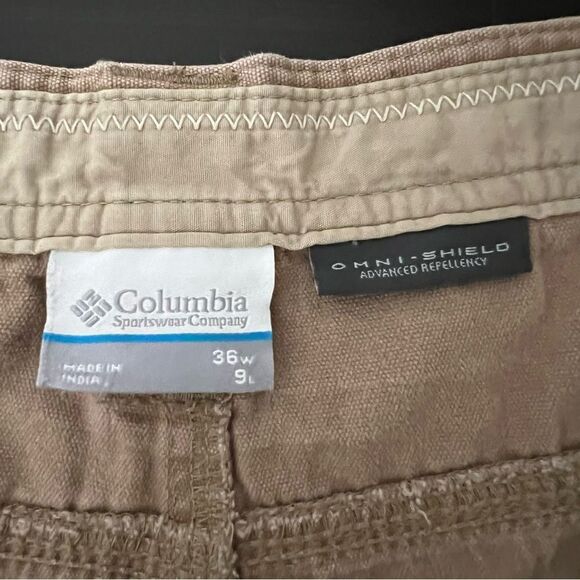 Columbia
Sportswear Company
MADE IN
INDIA
36W
9L
OMNI-SHIELD
ADVANCED REPELLENCY